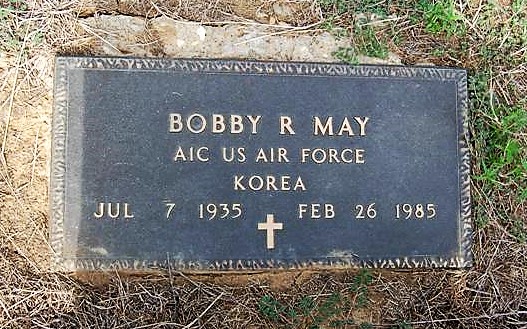 BOBBY R MAY
A1C US AIR FORCE
KOREA
JUL 7 1935 FEB 26 1985